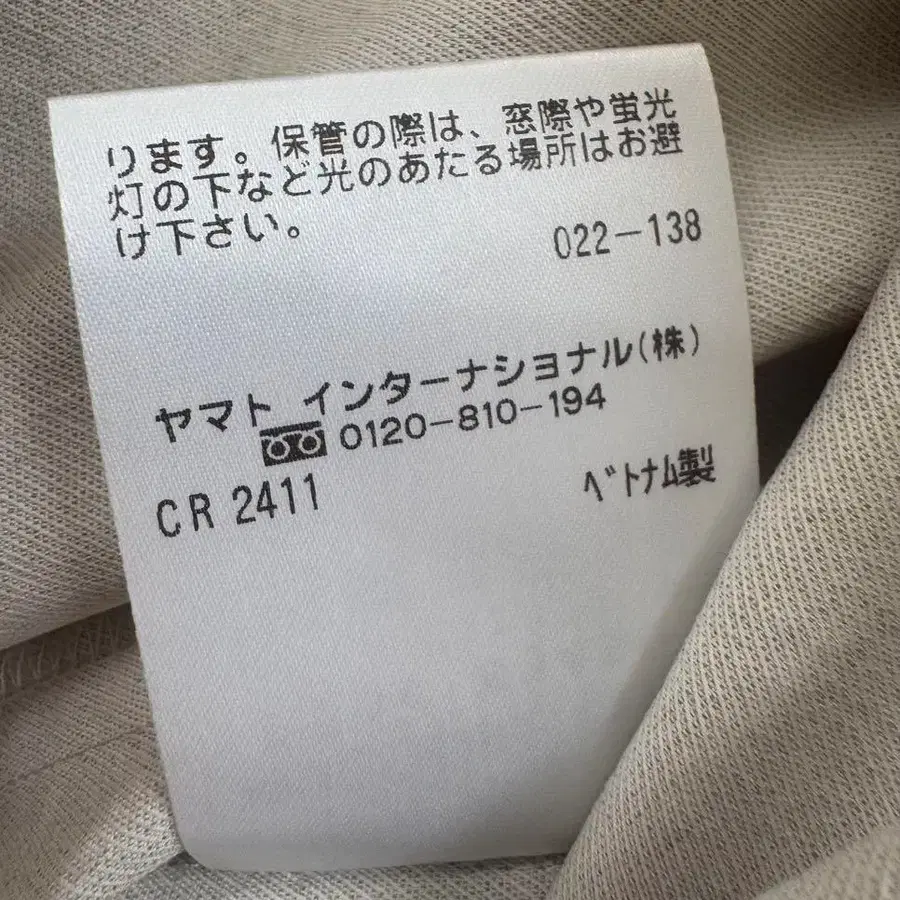 ります。保管の際は、窓際や蛍光
灯の下など光のあたる場所はお避
け下さい。
022-138
ヤマト インターナショナル(株)
0120-810-194
CR 2411
ベトナム製